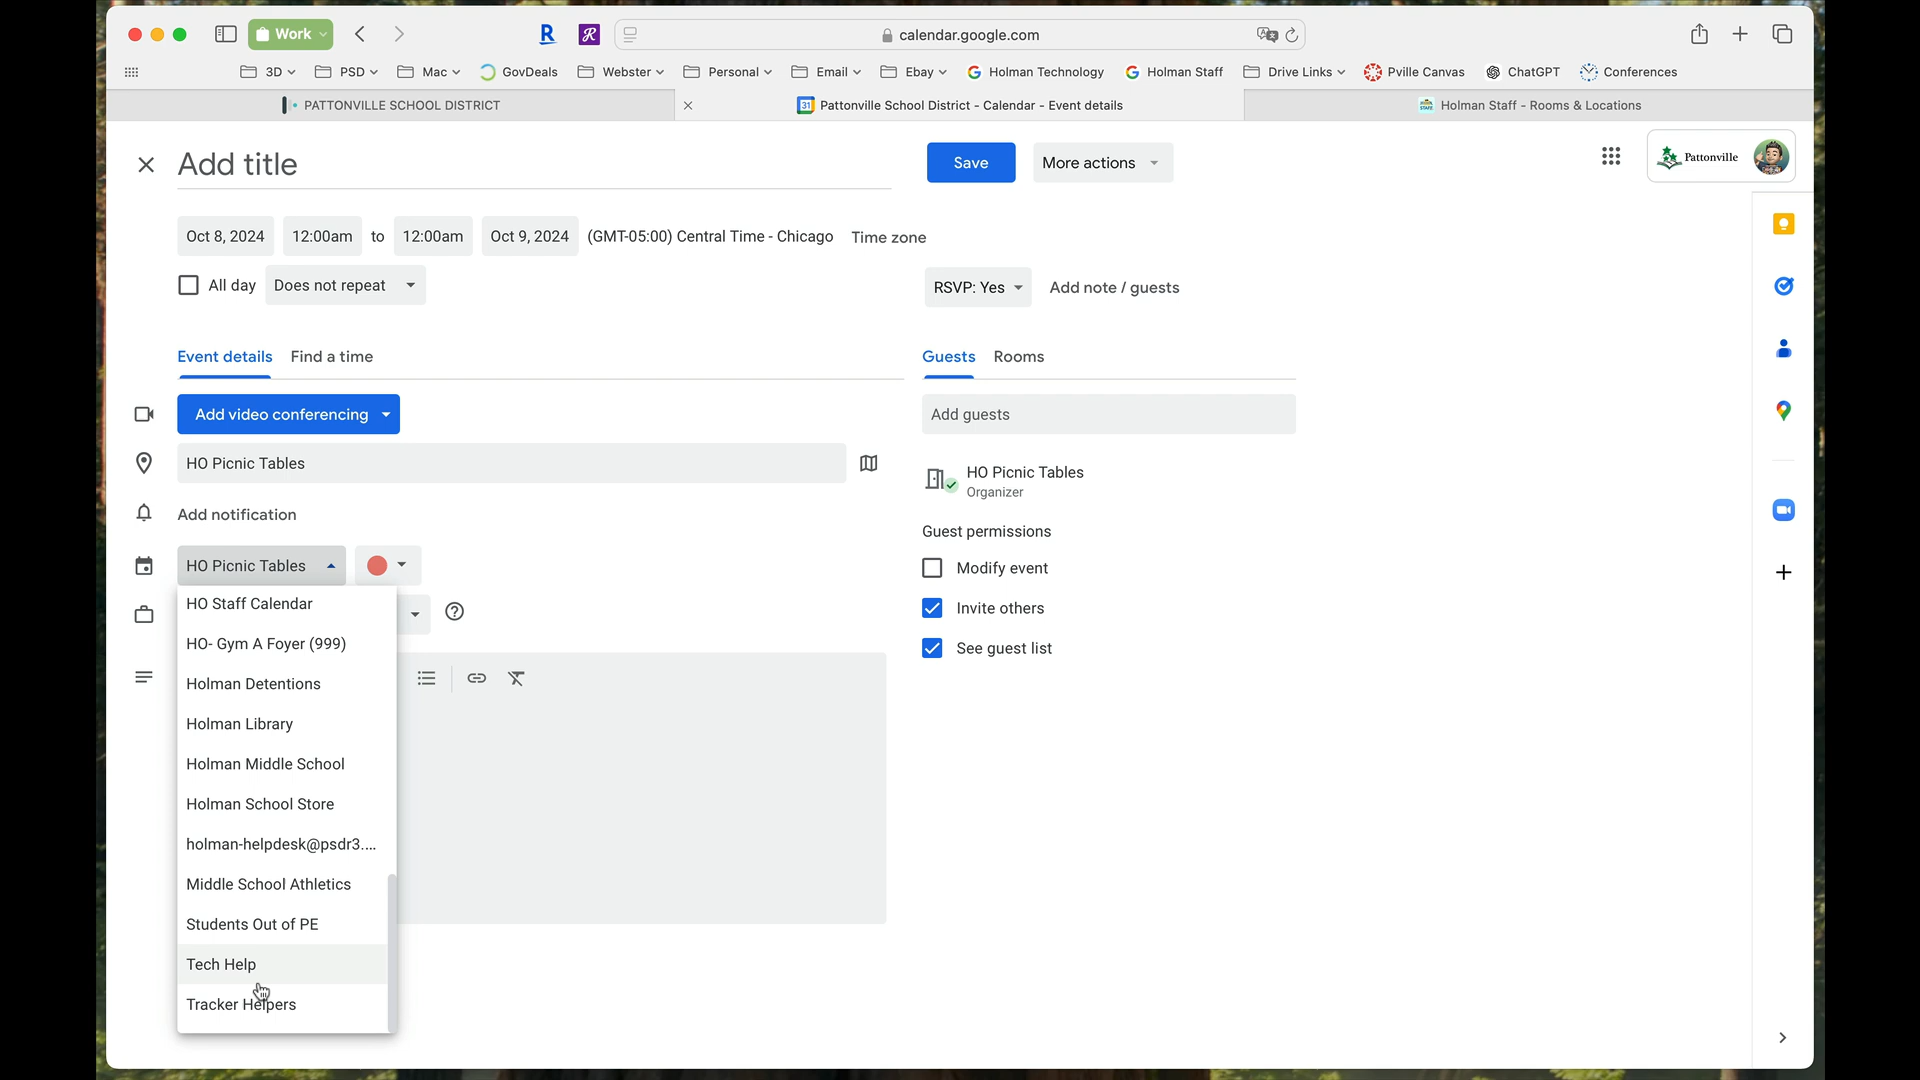 Work
calendar.google.com
3D
PSD
Mac
GovDeals
Webster
Personal
Email
Ebay
Holman Technology
Holman Staff
Drive Links
Pville Canvas
ChatGPT
Conferences
PATTONVILLE SCHOOL DISTRICT
Pattonville School District - Calendar - Event details
Holman Staff - Rooms & Locations
Add title
Save
More actions
Pattonville
Oct 8, 2024
12:00am
to
12:00am
Oct 9, 2024
(GMT-05:00) Central Time - Chicago
Time zone
All day
Does not repeat
RSVP: Yes
Add note / guests
Event details
Find a time
Guests
Rooms
Add video conferencing
Add guests
HO Picnic Tables
HO Picnic Tables
Organizer
Add notification
Guest permissions
HO Picnic Tables
Modify event
HO Staff Calendar
Invite others
HO- Gym A Foyer (999)
See guest list
Holman Detentions
Holman Library
Holman Middle School
Holman School Store
holman-helpdesk@psdr3....
Middle School Athletics
Students Out of PE
Tech Help
Tracker Helpers